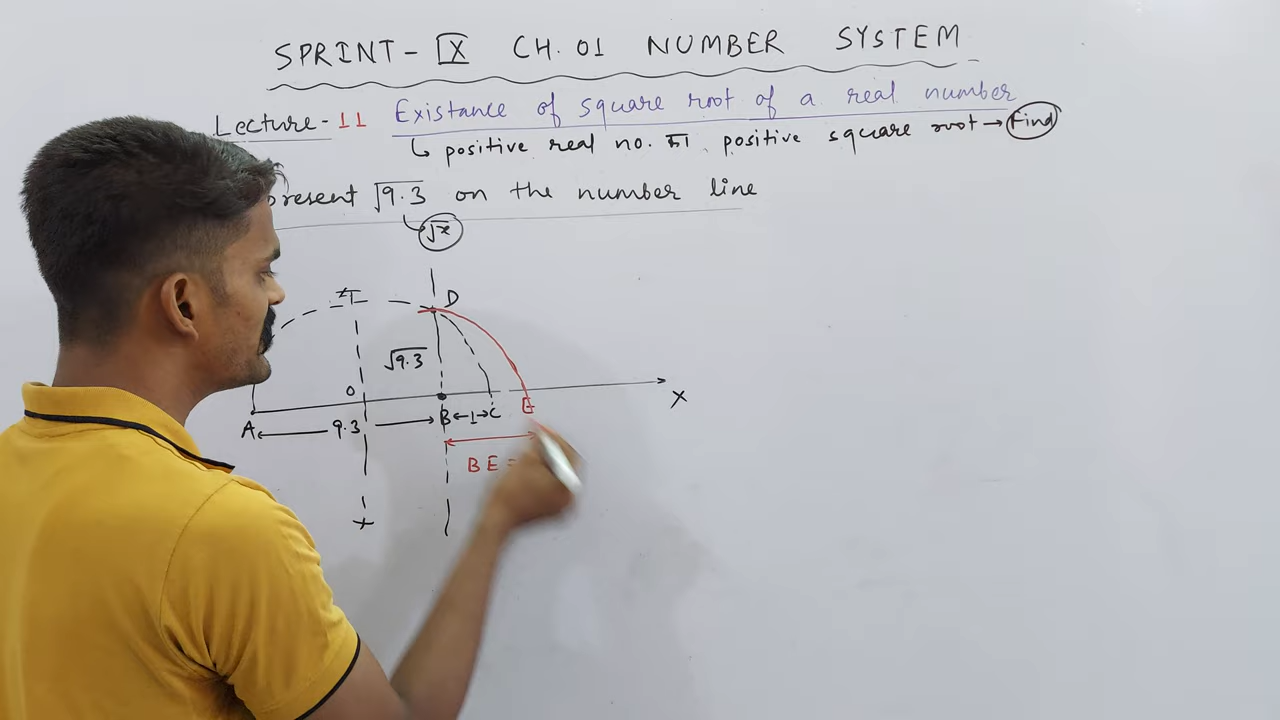 SPRINT - IX CH. 01 NUMBER SYSTEM
Lecture - 11 Existance of square root of a real number
↳ positive real no. का positive square root → Find
present √9.3 on the number line
√x
D
√9.3
O
X
A 9.3 B 1 C E
BE =